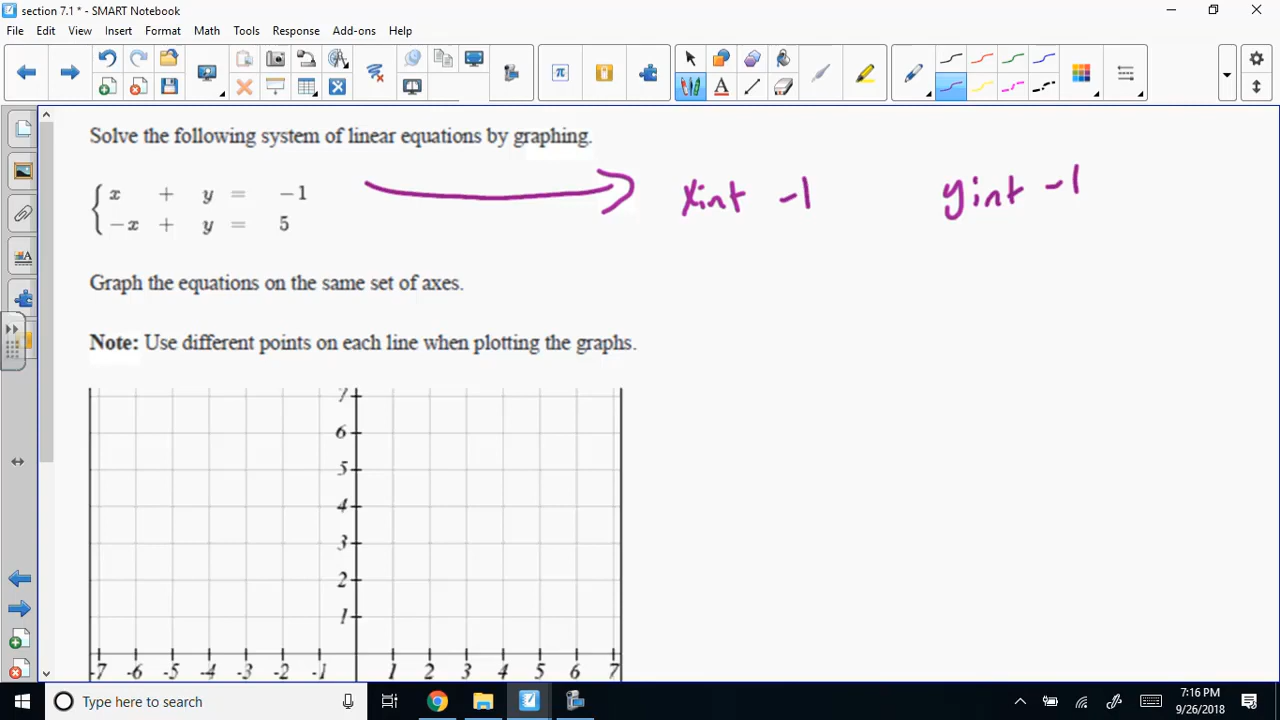 section 7.1 * - SMART Notebook
File Edit View Insert Format Math Tools Response Add-ons Help
Solve the following system of linear equations by graphing.
x + y = -1
xint -1
yint -1
-x + y = 5
Graph the equations on the same set of axes.
Note: Use different points on each line when plotting the graphs.
7
6
5
4
3
2
1
-7 -6 -5 -4 -3 -2 -1 1 2 3 4 5 6 7
Type here to search
7:16 PM
9/26/2018